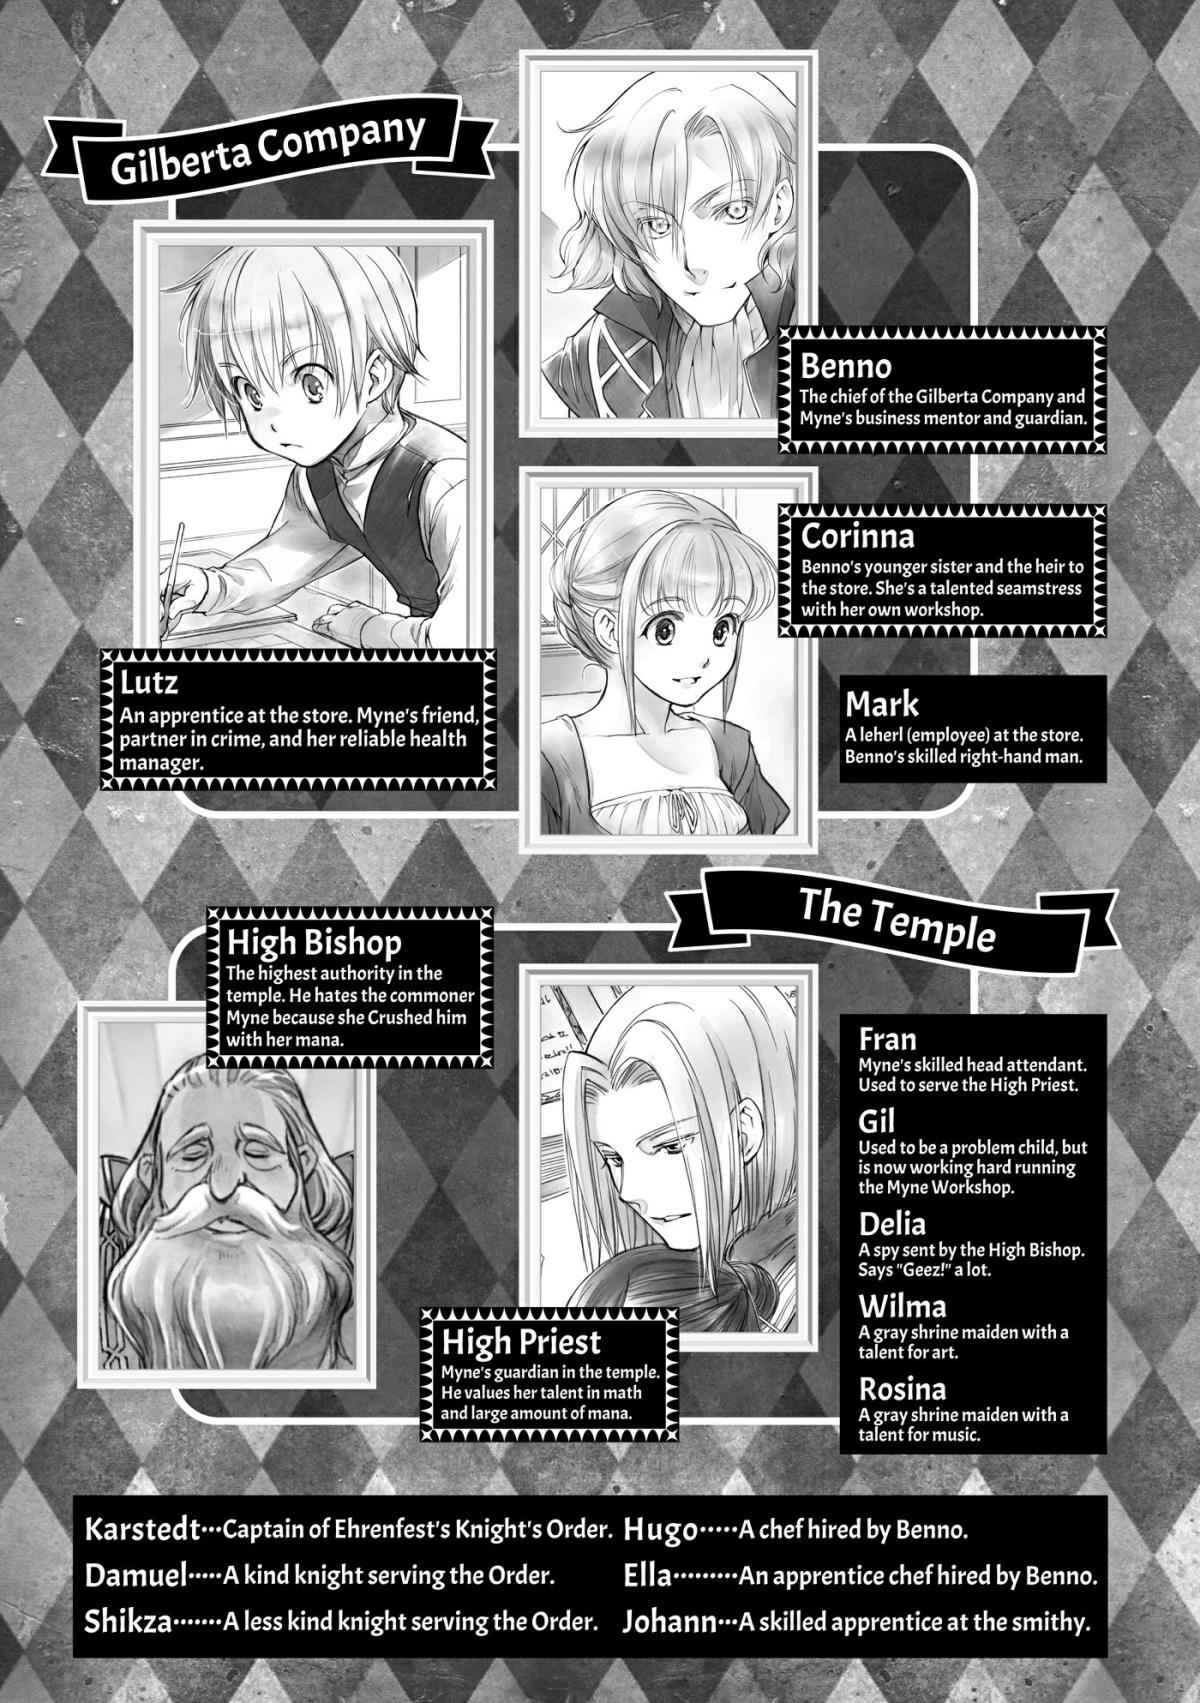 Gilberta Company
Benno
The chief of the Gilberta Company and
Myne's business mentor and guardian.
Corinna
Benno's younger sister and the heir to
the store. She's a talented seamstress
with her own workshop.
Lutz
An apprentice at the store. Myne's friend,
partner in crime, and her reliable health
manager.
Mark
A leherl (employee) at the store.
Benno's skilled right-hand man.
The Temple
High Bishop
The highest authority in the
temple. He hates the commoner
Myne because she Crushed him
with her mana.
High Priest
Myne's guardian in the temple.
He values her talent in math
and large amount of mana.
Fran
Myne's skilled head attendant.
Used to serve the High Priest.
Gil
Used to be a problem child, but
is now working hard running
the Myne Workshop.
Delia
A spy sent by the High Bishop.
Says "Geez!" a lot.
Wilma
A gray shrine maiden with a
talent for art.
Rosina
A gray shrine maiden with a
talent for music.
Karstedt···Captain of Ehrenfest's Knight's Order.
Damuel·····A kind knight serving the Order.
Shikza·······A less kind knight serving the Order.
Hugo·····A chef hired by Benno.
Ella·········An apprentice chef hired by Benno.
Johann···A skilled apprentice at the smithy.